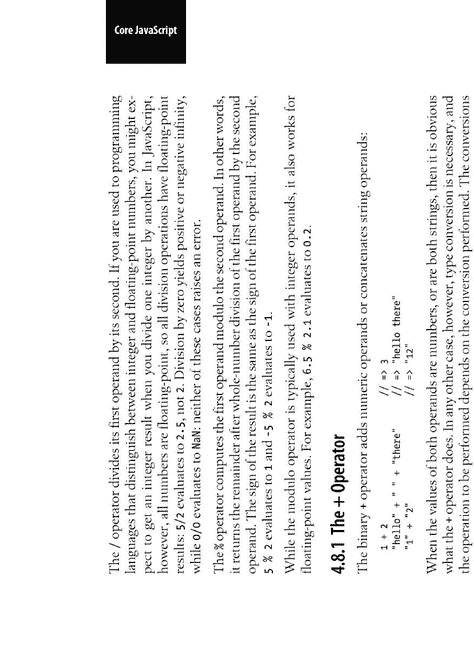 Core JavaScript
The / operator divides its first operand by its second. If you are used to programming
languages that distinguish between integer and floating-point numbers, you might ex-
pect to get an integer result when you divide one integer by another. In JavaScript,
however, all numbers are floating-point, so all division operations have floating-point
results: 5/2 evaluates to 2.5, not 2. Division by zero yields positive or negative infinity,
while 0/0 evaluates to NaN: neither of these cases raises an error.
The % operator computes the first operand modulo the second operand. In other words,
it returns the remainder after whole-number division of the first operand by the second
operand. The sign of the result is the same as the sign of the first operand. For example,
5 % 2 evaluates to 1 and -5 % 2 evaluates to -1.
While the modulo operator is typically used with integer operands, it also works for
floating-point values. For example, 6.5 % 2.1 evaluates to 0.2.
4.8.1 The + Operator
The binary + operator adds numeric operands or concatenates string operands:
1 + 2 // => 3
"hello" + " " + "there" // => "hello there"
"1" + "2" // => "12"
When the values of both operands are numbers, or are both strings, then it is obvious
what the + operator does. In any other case, however, type conversion is necessary, and
the operation to be performed depends on the conversion performed. The conversions